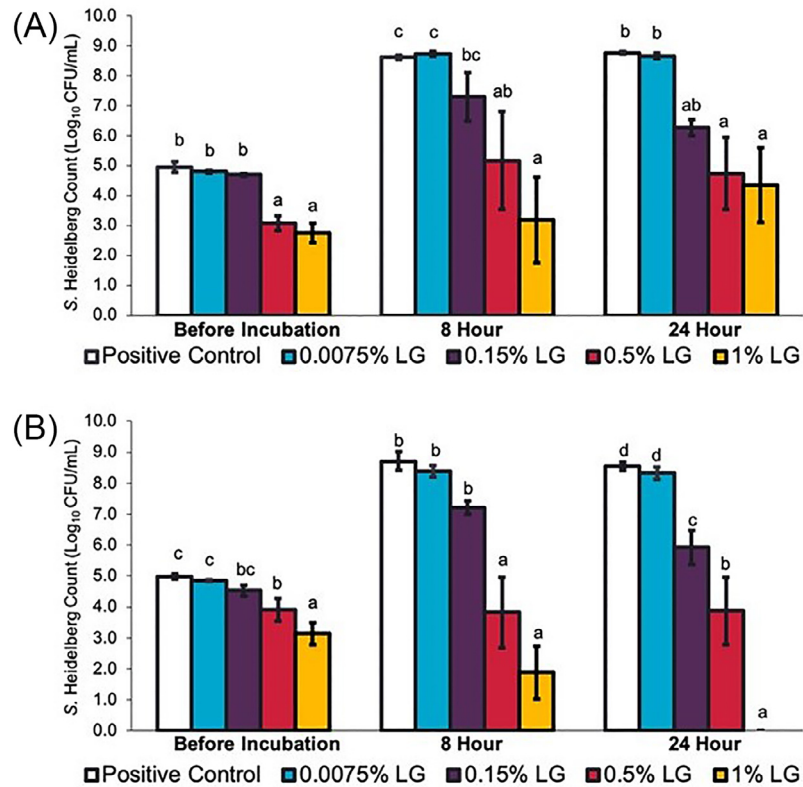 (A)
S. Heidelberg Count (Log10 CFU/mL)
10.0
9.0
8.0
7.0
6.0
5.0
4.0
3.0
2.0
1.0
0.0
b b b a a
c c bc ab a
b b ab a a
Before Incubation 8 Hour 24 Hour
Positive Control 0.0075% LG 0.15% LG 0.5% LG 1% LG
(B)
S. Heidelberg Count (Log10 CFU/mL)
10.0
9.0
8.0
7.0
6.0
5.0
4.0
3.0
2.0
1.0
0.0
c c bc b a
b b b a a
d d c b a
Before Incubation 8 Hour 24 Hour
Positive Control 0.0075% LG 0.15% LG 0.5% LG 1% LG